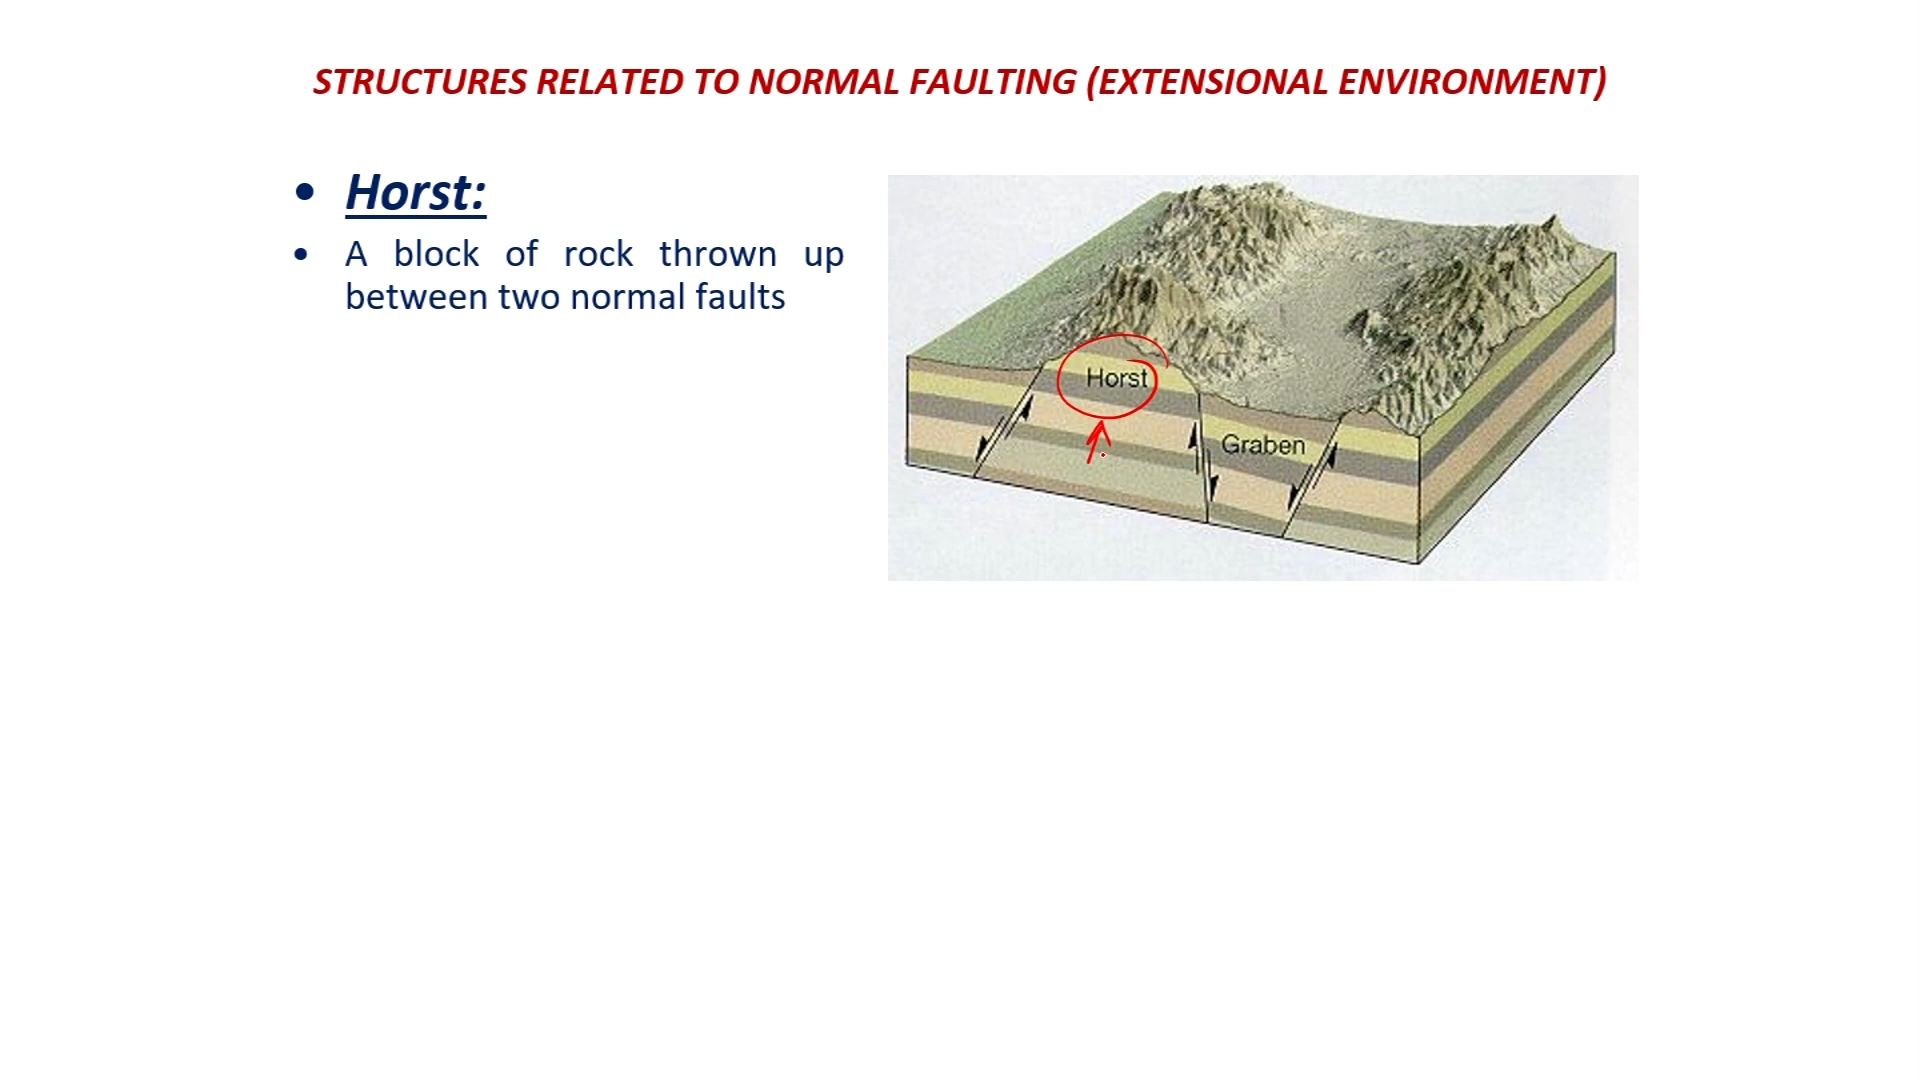 STRUCTURES RELATED TO NORMAL FAULTING (EXTENSIONAL ENVIRONMENT)
• Horst:
• A block of rock thrown up
between two normal faults
Horst
Graben